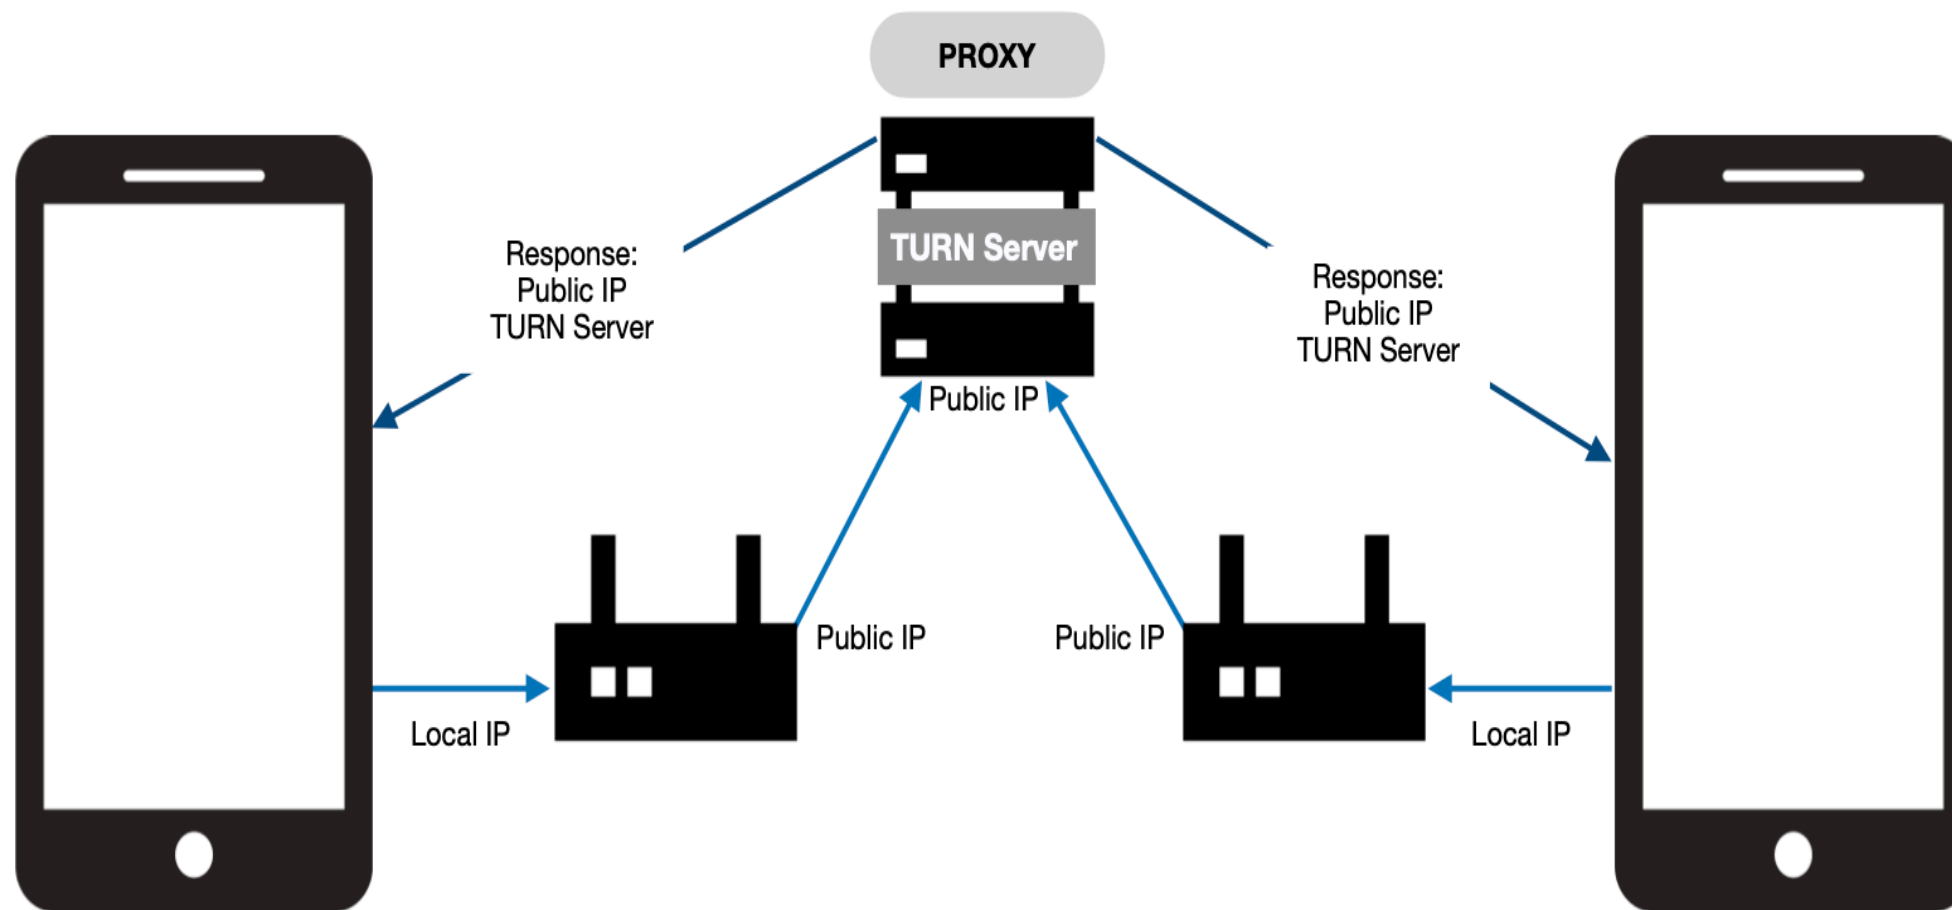 PROXY
TURN Server
Response:
Public IP
TURN Server
Response:
Public IP
TURN Server
Public IP
Public IP
Public IP
Local IP
Local IP